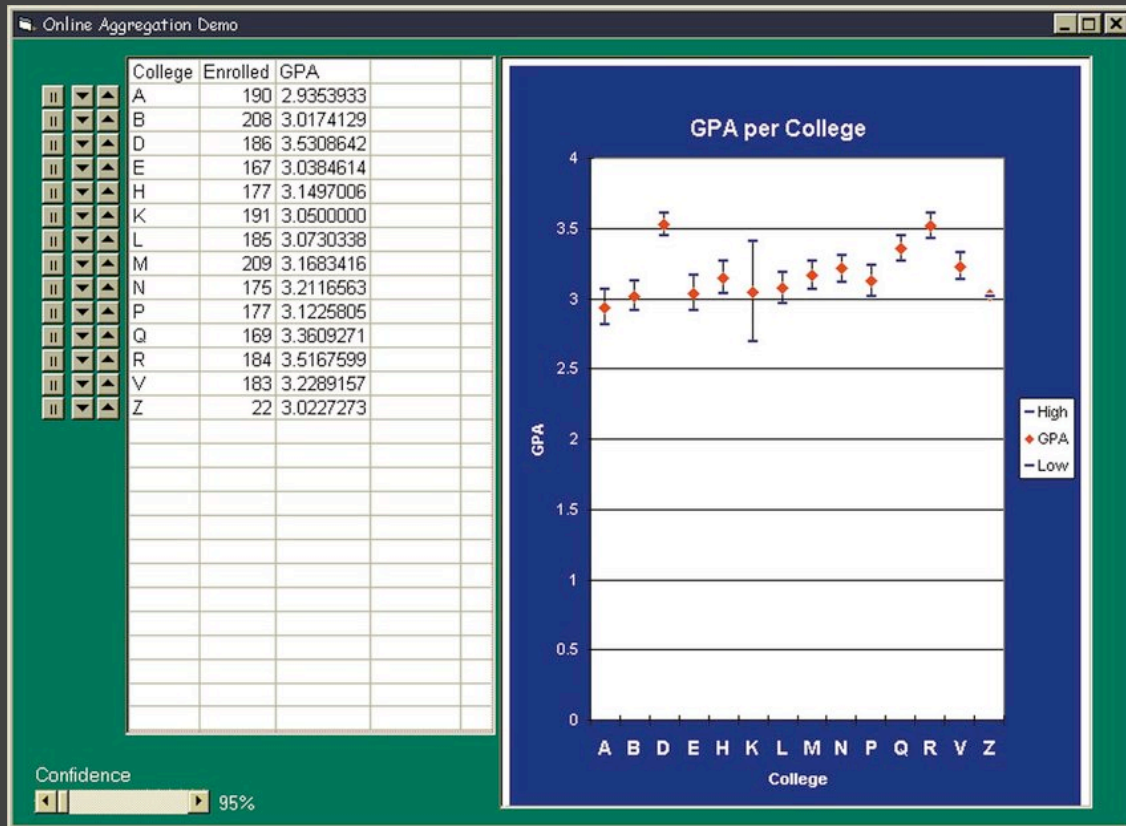 Online Aggregation Demo
College Enrolled GPA
A 190 2.9353933
B 208 3.0174129
D 186 3.5308642
E 167 3.0384614
H 177 3.1497006
K 191 3.0500000
L 185 3.0730338
M 209 3.1683416
N 175 3.2116563
P 177 3.1225805
Q 169 3.3609271
R 184 3.5167599
V 183 3.2289157
Z 22 3.0227273
Confidence
95%
GPA per College
4
3.5
3
2.5
2
1.5
1
0.5
0
GPA
A B D E H K L M N P Q R V Z
College
High
GPA
Low